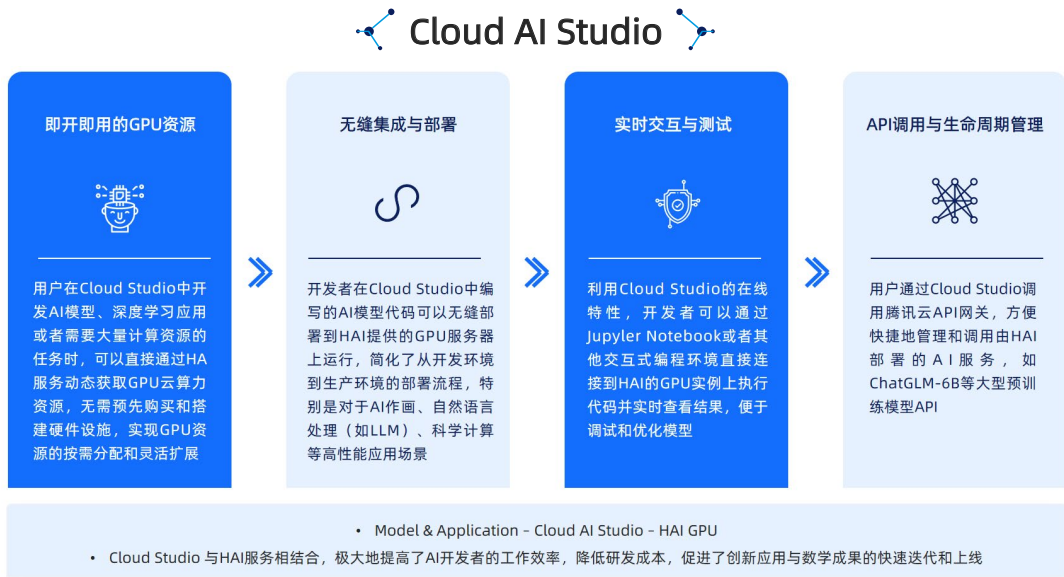 Cloud AI Studio
即开即用的GPU资源
用户在Cloud Studio中开
发AI模型、深度学习应用
或者需要大量计算资源的
任务时，可以直接通过HA
服务动态获取GPU云算力
资源，无需预先购买和搭
建硬件设施，实现GPU资
源的按需分配和灵活扩展
无缝集成与部署
开发者在Cloud Studio中编
写的AI模型代码可以无缝部
署到HAI提供的GPU服务器
上运行，简化了从开发环境
到生产环境的部署流程，特
别是对于AI作画、自然语言
处理（如LLM）、科学计算
等高性能应用场景
实时交互与测试
利用Cloud Studio的在线
特性，开发者可以通过
Jupyler Notebook或者其
他交互式编程环境直接连
接到HAI的GPU实例上执行
代码并实时查看结果，便于
调试和优化模型
API调用与生命周期管理
用户通过Cloud Studio调
用腾讯云API网关，方便
快捷地管理和调用由HAI
部署的AI服务，如
ChatGLM-6B等大型预训
练模型API
• Model & Application – Cloud AI Studio – HAI GPU
• Cloud Studio 与HAI服务相结合，极大地提高了AI开发者的工作效率，降低研发成本，促进了创新应用与数学成果的快速迭代和上线